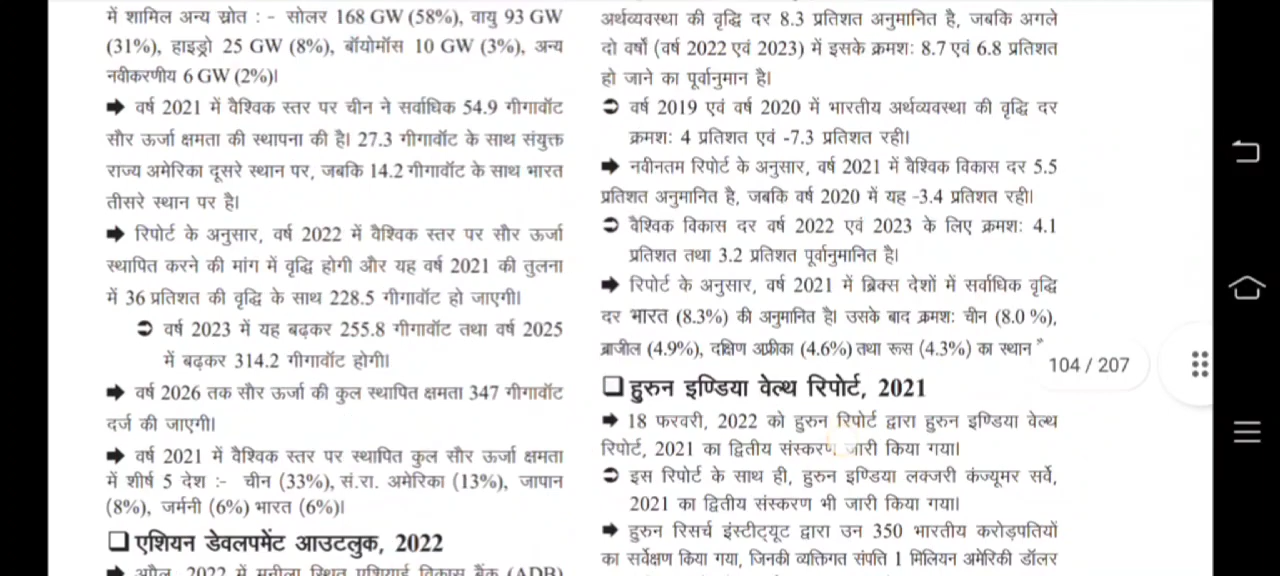 में शामिल अन्य स्रोत : - सोलर 168 GW (58%), वायु 93 GW
(31%), हाइड्रो 25 GW (8%), बॉयोमॉस 10 GW (3%), अन्य
नवीकरणीय 6 GW (2%)।
➡ वर्ष 2021 में वैश्विक स्तर पर चीन ने सर्वाधिक 54.9 गीगावॉट
सौर ऊर्जा क्षमता की स्थापना की है। 27.3 गीगावॉट के साथ संयुक्त
राज्य अमेरिका दूसरे स्थान पर, जबकि 14.2 गीगावॉट के साथ भारत
तीसरे स्थान पर है।
➡ रिपोर्ट के अनुसार, वर्ष 2022 में वैश्विक स्तर पर सौर ऊर्जा
स्थापित करने की मांग में वृद्धि होगी और यह वर्ष 2021 की तुलना
में 36 प्रतिशत की वृद्धि के साथ 228.5 गीगावॉट हो जाएगी।
➲ वर्ष 2023 में यह बढ़कर 255.8 गीगावॉट तथा वर्ष 2025
में बढ़कर 314.2 गीगावॉट होगी।
➡ वर्ष 2026 तक सौर ऊर्जा की कुल स्थापित क्षमता 347 गीगावॉट
दर्ज की जाएगी।
➡ वर्ष 2021 में वैश्विक स्तर पर स्थापित कुल सौर ऊर्जा क्षमता
में शीर्ष 5 देश :- चीन (33%), सं.रा. अमेरिका (13%), जापान
(8%), जर्मनी (6%) भारत (6%)।
❑ एशियन डेवलपमेंट आउटलुक, 2022
➡ अप्रैल, 2022 में मनीला स्थित एशियाई विकास बैंक (ADB)
अर्थव्यवस्था की वृद्धि दर 8.3 प्रतिशत अनुमानित है, जबकि अगले
दो वर्षों (वर्ष 2022 एवं 2023) में इसके क्रमश: 8.7 एवं 6.8 प्रतिशत
हो जाने का पूर्वानुमान है।
➲ वर्ष 2019 एवं वर्ष 2020 में भारतीय अर्थव्यवस्था की वृद्धि दर
क्रमश: 4 प्रतिशत एवं -7.3 प्रतिशत रही।
➡ नवीनतम रिपोर्ट के अनुसार, वर्ष 2021 में वैश्विक विकास दर 5.5
प्रतिशत अनुमानित है, जबकि वर्ष 2020 में यह -3.4 प्रतिशत रही।
➲ वैश्विक विकास दर वर्ष 2022 एवं 2023 के लिए क्रमश: 4.1
प्रतिशत तथा 3.2 प्रतिशत पूर्वानुमानित है।
➡ रिपोर्ट के अनुसार, वर्ष 2021 में ब्रिक्स देशों में सर्वाधिक वृद्धि
दर भारत (8.3%) की अनुमानित है। उसके बाद क्रमश: चीन (8.0 %),
ब्राजील (4.9%), दक्षिण अफ्रीका (4.6%) तथा रूस (4.3%) का स्थान
104 / 207
❑ हुरुन इण्डिया वेल्थ रिपोर्ट, 2021
➡ 18 फरवरी, 2022 को हुरुन रिपोर्ट द्वारा हुरुन इण्डिया वेल्थ
रिपोर्ट, 2021 का द्वितीय संस्करण जारी किया गया।
➲ इस रिपोर्ट के साथ ही, हुरुन इण्डिया लक्जरी कंज्यूमर सर्वे,
2021 का द्वितीय संस्करण भी जारी किया गया।
➡ हुरुन रिसर्च इंस्टीट्यूट द्वारा उन 350 भारतीय करोड़पतियों
का सर्वेक्षण किया गया, जिनकी व्यक्तिगत संपति 1 मिलियन अमेरिकी डॉलर